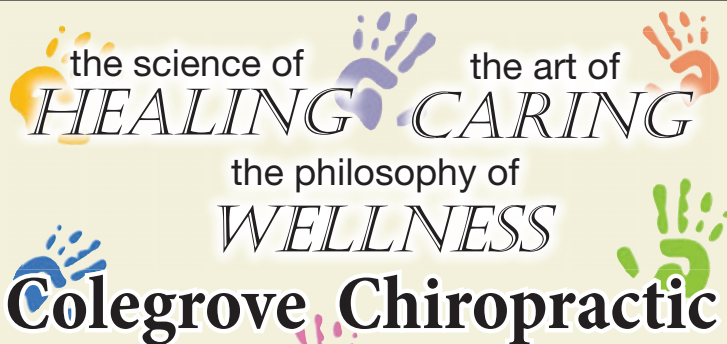 the science of the art of
HEALING CARING
the philosophy of
WELLNESS
Colegrove Chiropractic